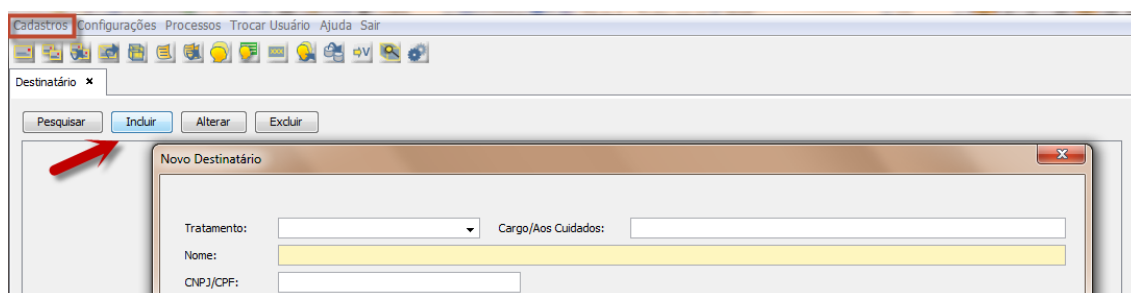 Cadastros Configurações Processos Trocar Usuário Ajuda Sair
Destinatário
Pesquisar Incluir Alterar Excluir
Novo Destinatário
Tratamento: Cargo/Aos Cuidados:
Nome:
CNPJ/CPF: